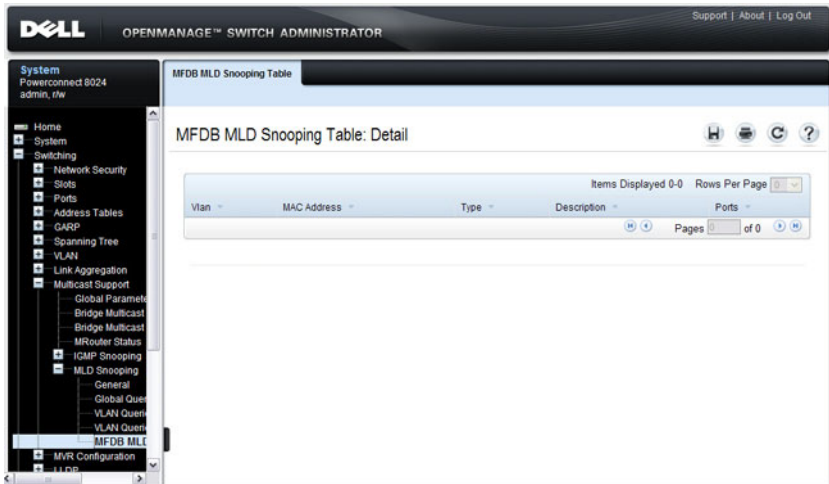 DELL
OPENMANAGE™ SWITCH ADMINISTRATOR
Support | About | Log Out
System
Powerconnect 8024
admin, r/w
MFDB MLD Snooping Table
Home
System
Switching
Network Security
Slots
Ports
Address Tables
GARP
Spanning Tree
VLAN
Link Aggregation
Multicast Support
Global Paramete
Bridge Multicast
Bridge Multicast
MRouter Status
IGMP Snooping
MLD Snooping
General
Global Quer
VLAN Queri
VLAN Queri
MFDB MLD
MVR Configuration
LLDP
MFDB MLD Snooping Table: Detail
Items Displayed 0-0 Rows Per Page 0
Vlan MAC Address Type Description Ports
Pages 0 of 0